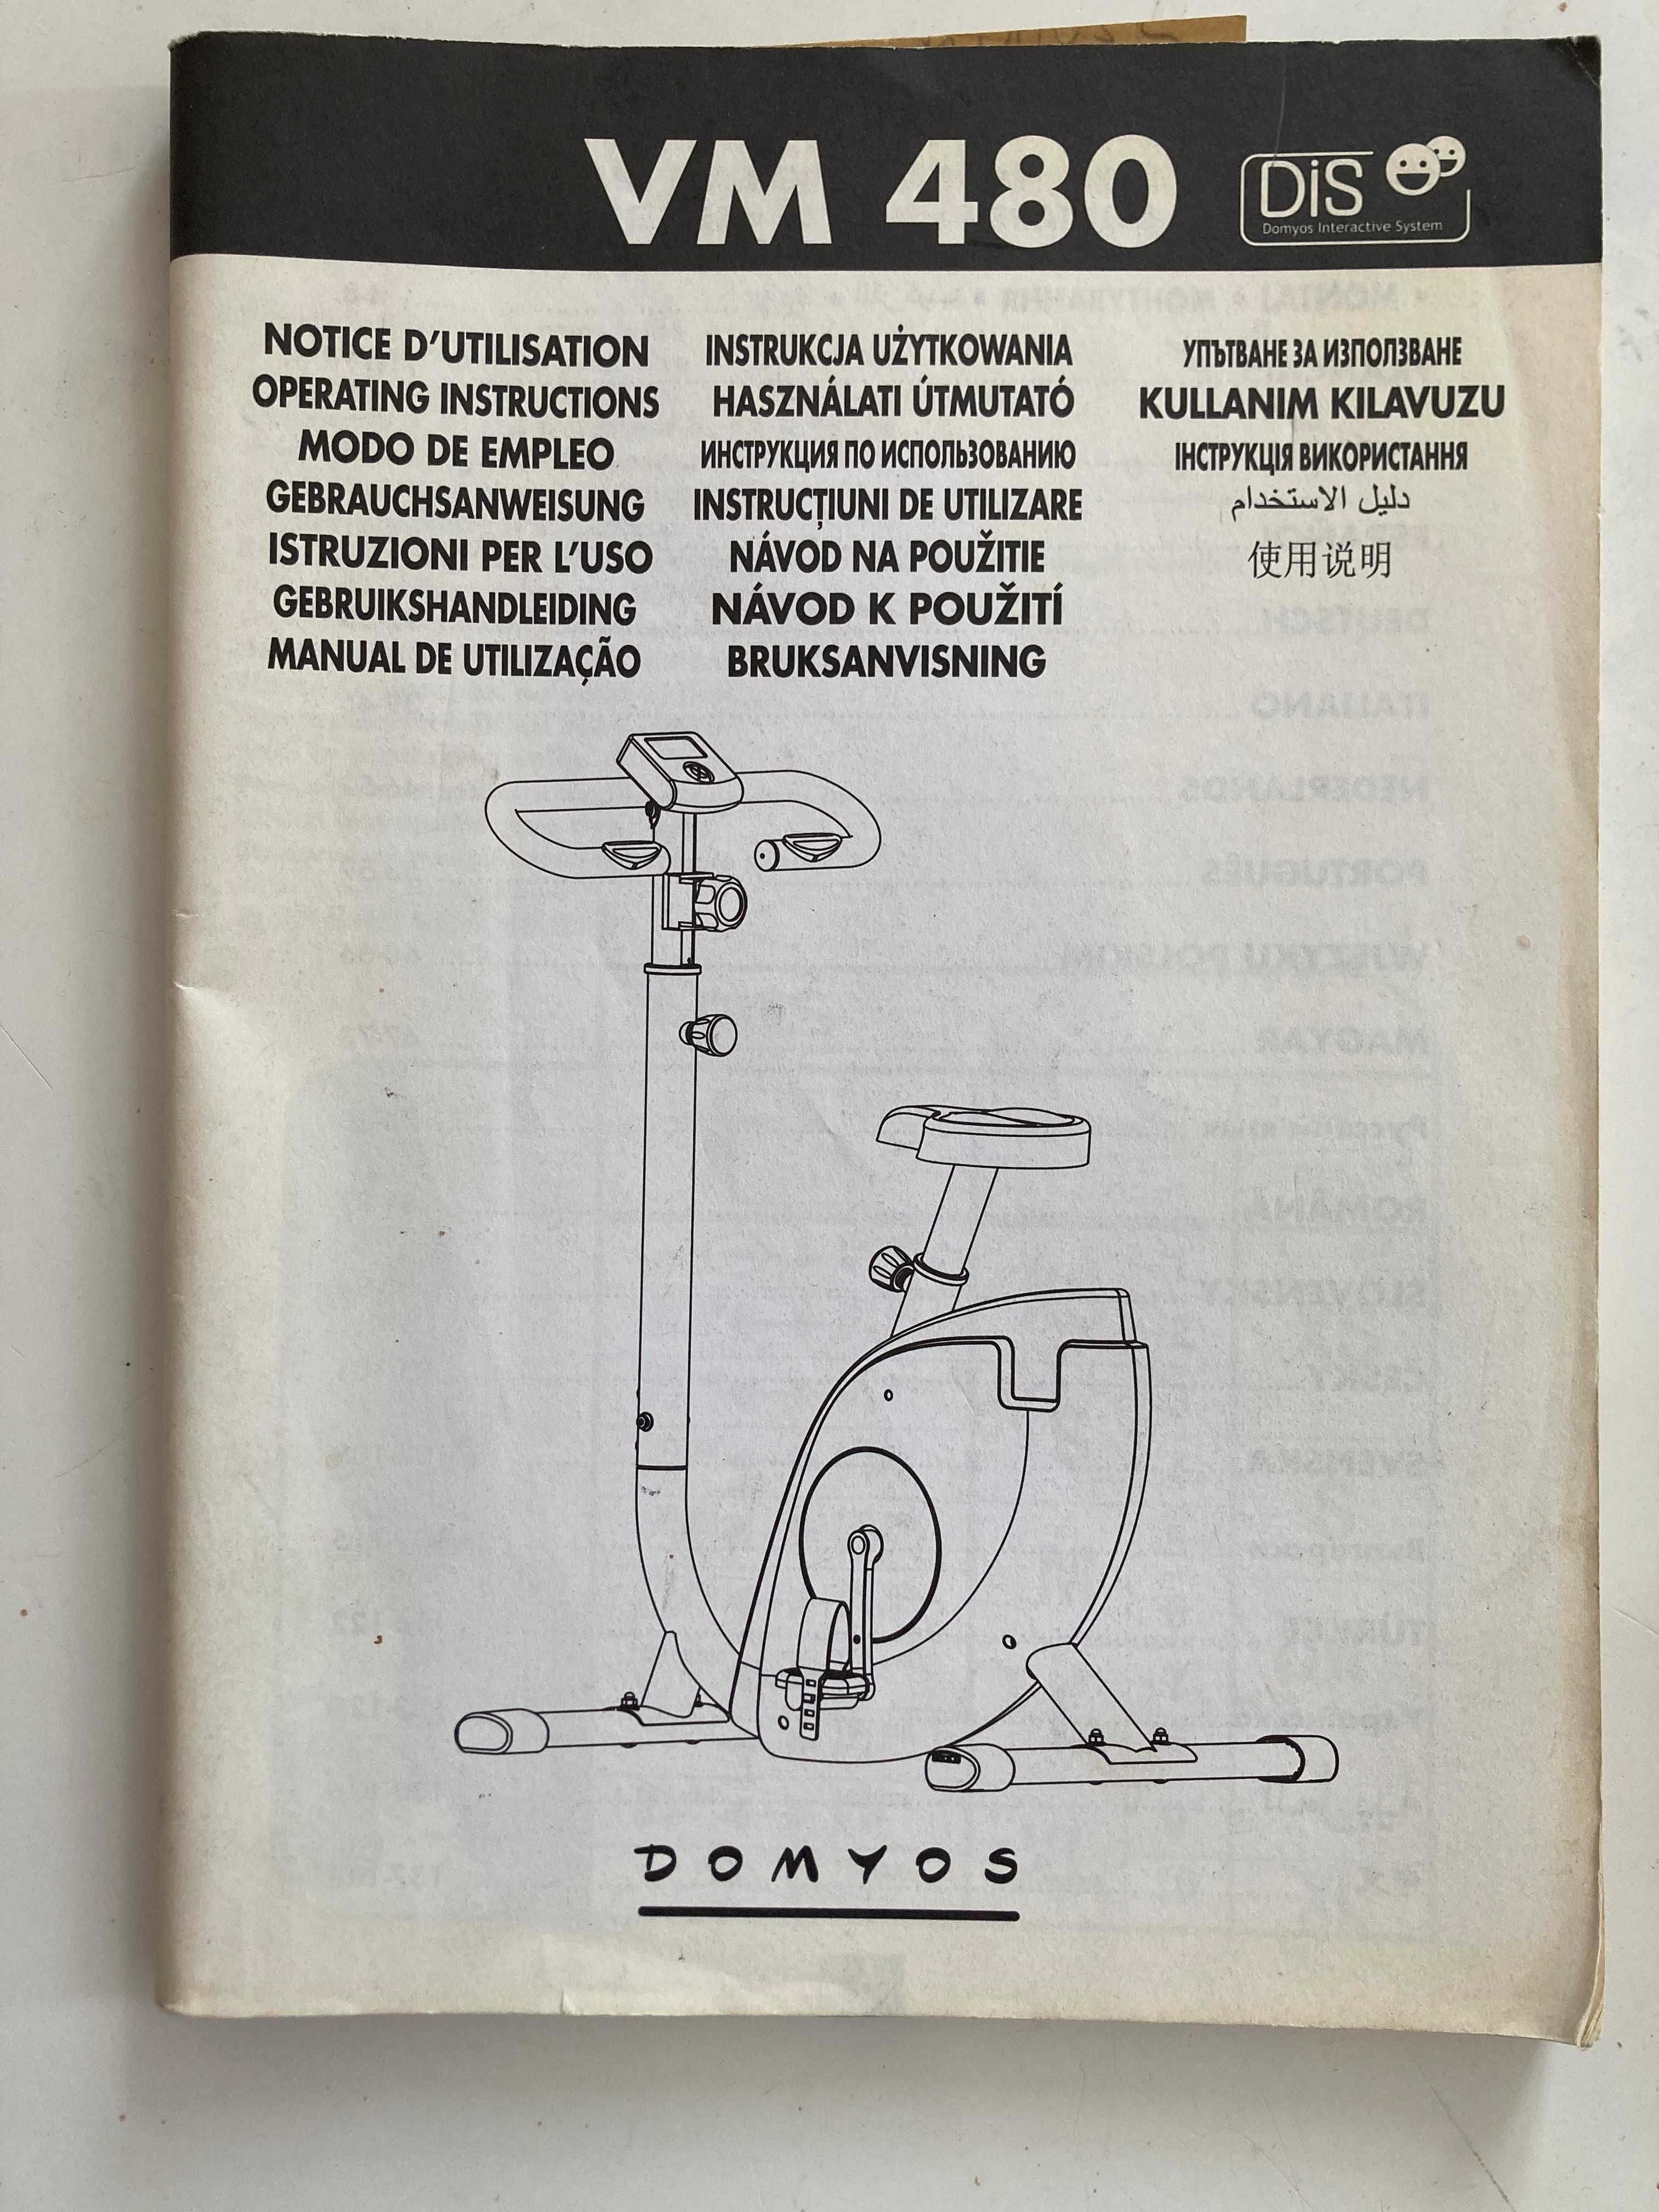 VM 480
DiS
Domyos Interactive System
NOTICE D'UTILISATION
OPERATING INSTRUCTIONS
MODO DE EMPLEO
GEBRAUCHSANWEISUNG
ISTRUZIONI PER L'USO
GEBRUIKSHANDLEIDING
MANUAL DE UTILIZAÇÃO
INSTRUKCJA UŻYTKOWANIA
HASZNÁLATI ÚTMUTATÓ
ИНСТРУКЦИЯ ПО ИСПОЛЬЗОВАНИЮ
INSTRUCȚIUNI DE UTILIZARE
NÁVOD NA POUŽITIE
NÁVOD K POUŽITÍ
BRUKSANVISNING
УПЪТВАНЕ ЗА ИЗПОЛЗВАНЕ
KULLANIM KILAVUZU
ІНСТРУКЦІЯ ВИКОРИСТАННЯ
دليل الاستخدام
使用说明
DOMYOS